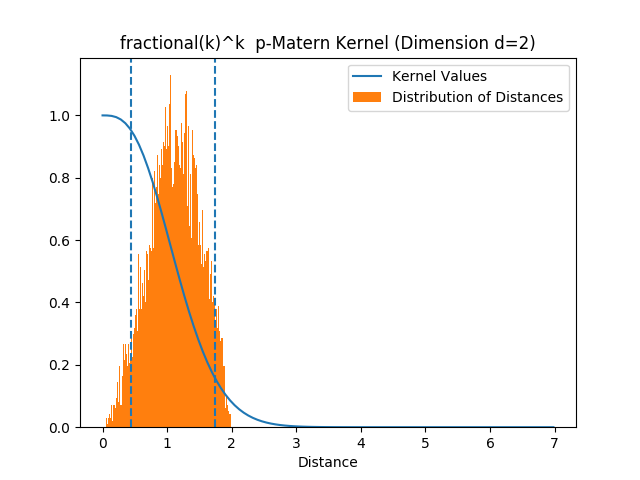 fractional(k)^k  p-Matern Kernel (Dimension d=2)
Kernel Values
Distribution of Distances
1.0
0.8
0.6
0.4
0.2
0.0
0 1 2 3 4 5 6 7
Distance